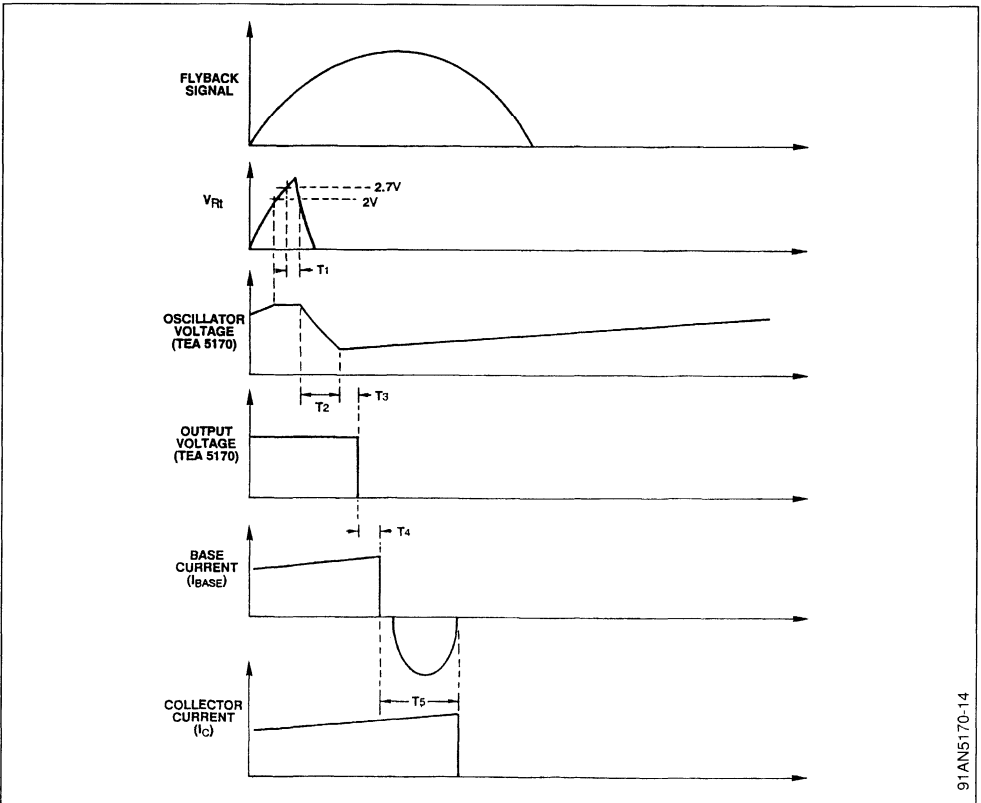 FLYBACK
SIGNAL
VRt
2.7V
2V
T1
OSCILLATOR
VOLTAGE
(TEA 5170)
T2
T3
OUTPUT
VOLTAGE
(TEA 5170)
T4
BASE
CURRENT
(IBASE)
T5
COLLECTOR
CURRENT
(IC)
91AN5170-14